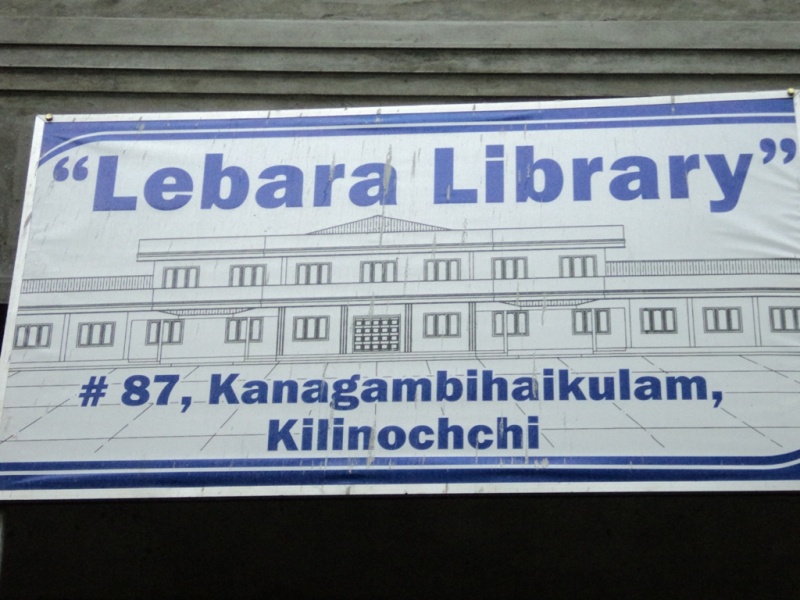 “Lebara Library”
# 87, Kanagambihaikulam,
Kilinochchi